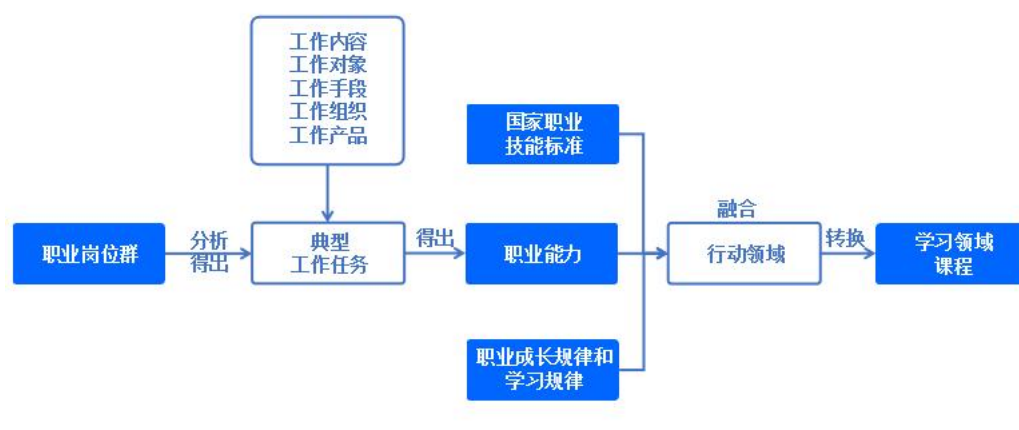 工作内容
工作对象
工作手段
工作组织
工作产品
国家职业
技能标准
职业岗位群
分析
得出
典型
工作任务
得出
职业能力
融合
行动领域
转换
学习领域
课程
职业成长规律和
学习规律